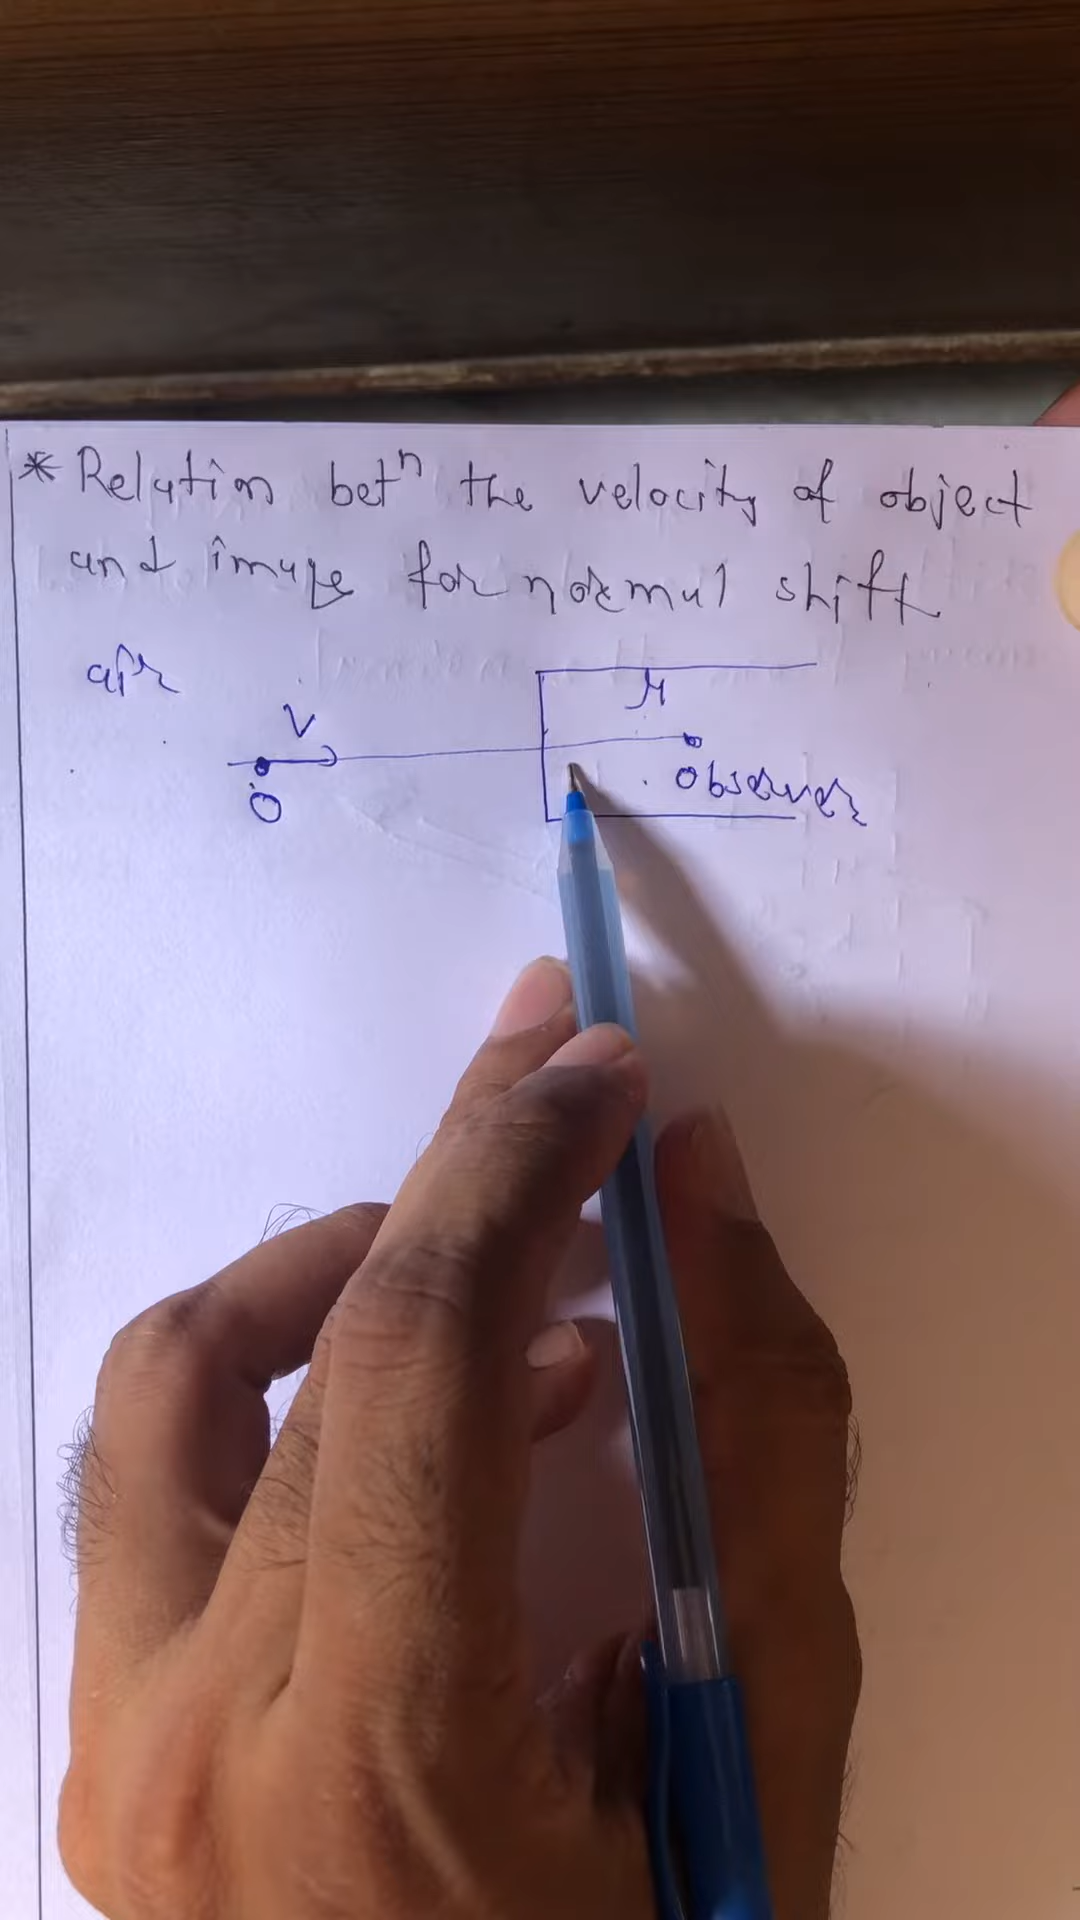 * Relation betⁿ the velocity of object
and image for normal shift
air
μ
V
O
Observer